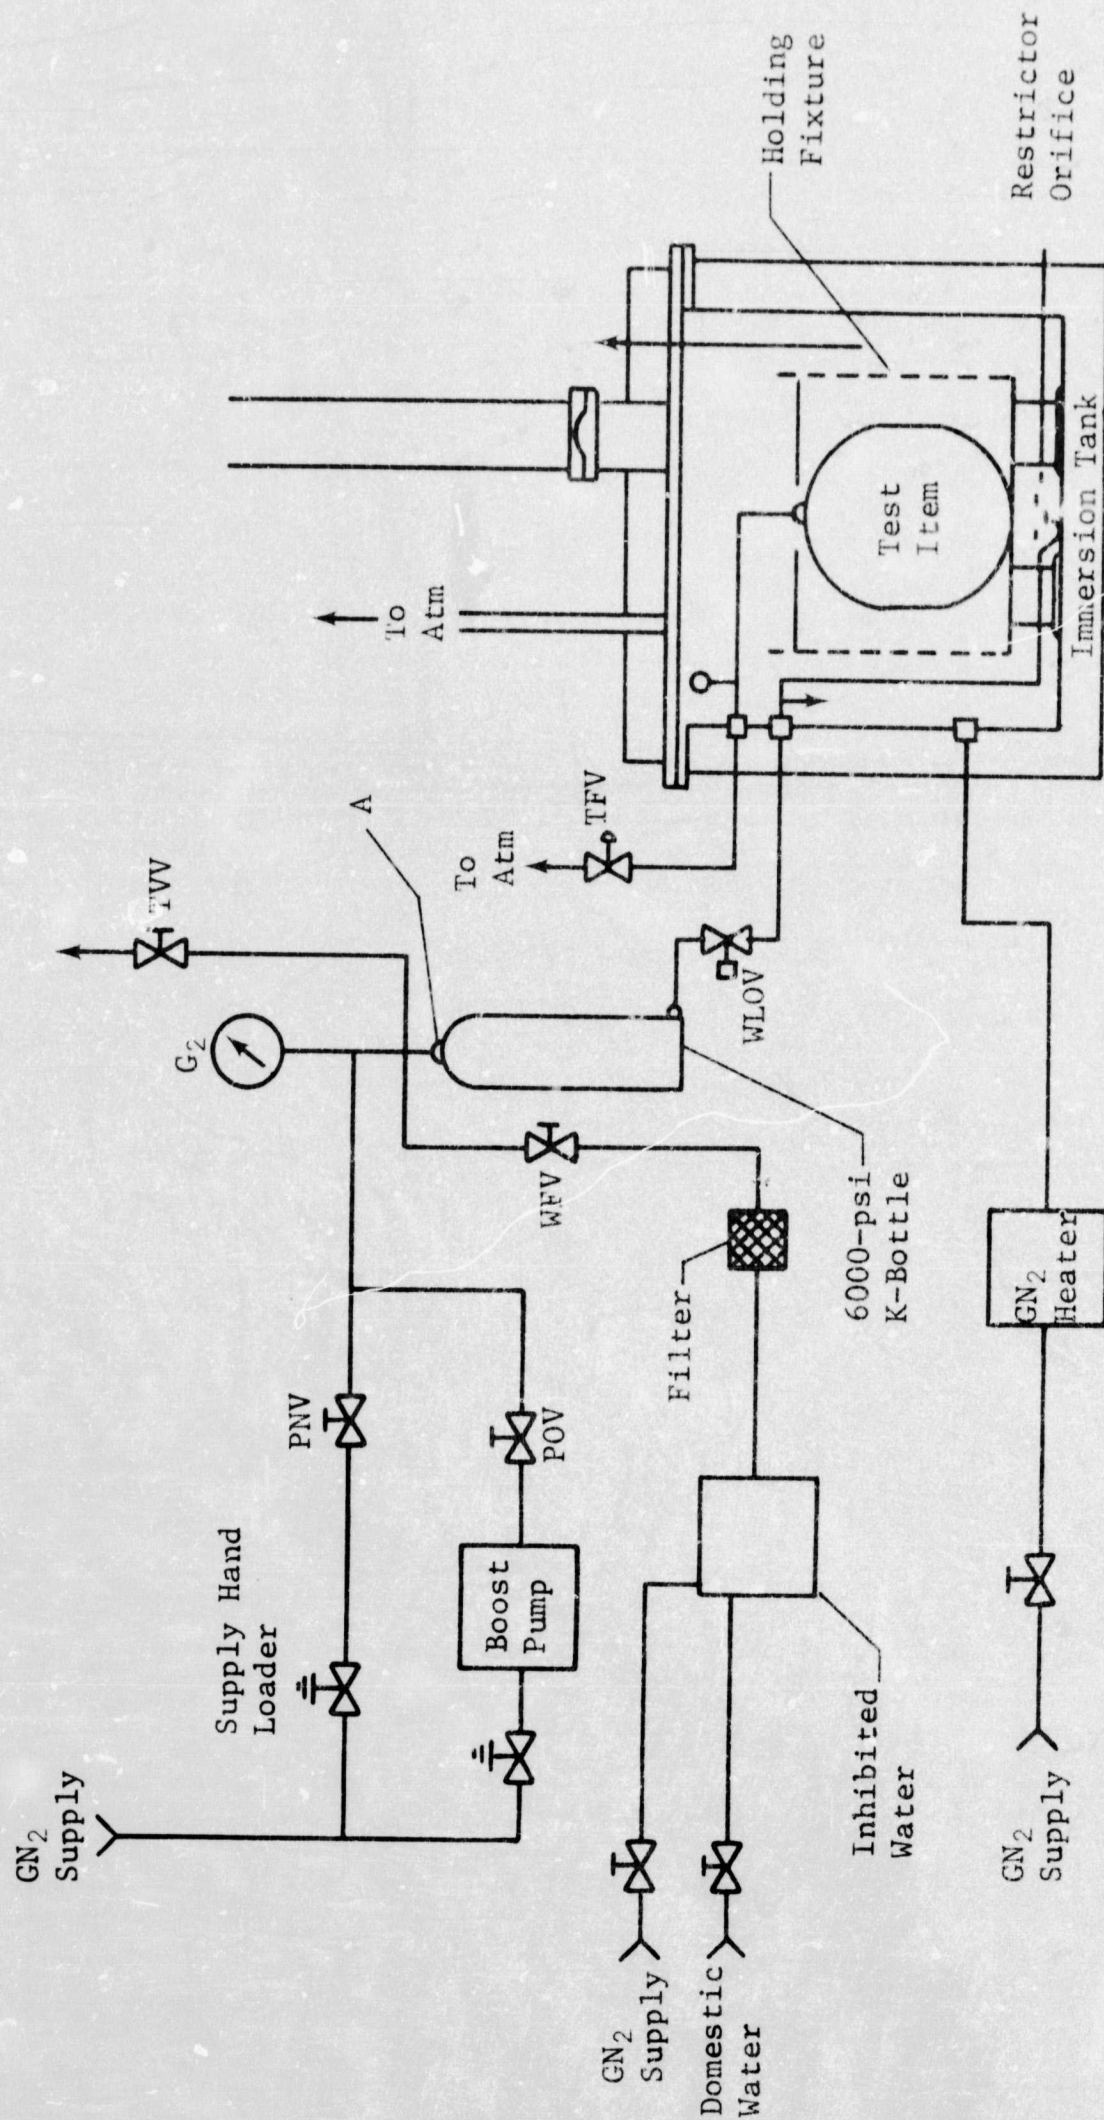 GN2
Supply
Supply Hand
Loader
PNV
G2
TVV
Boost
Pump
POV
WFV
A
To
Atm
TFV
To
Atm
WLOV
Holding
Fixture
Restrictor
Orifice
Test
Item
Immersion Tank
GN2
Supply
Domestic
Water
Inhibited
Water
Filter
6000-psi
K-Bottle
GN2
Supply
GN2
Heater